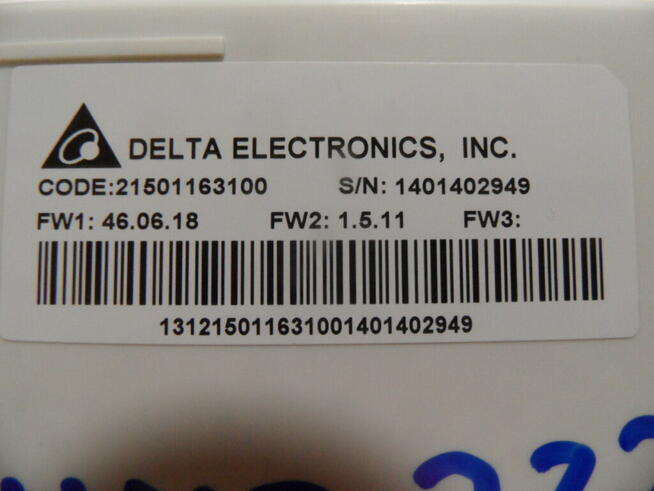 DELTA ELECTRONICS, INC.
CODE:21501163100 S/N: 1401402949
FW1: 46.06.18 FW2: 1.5.11 FW3:
131215011631001401402949